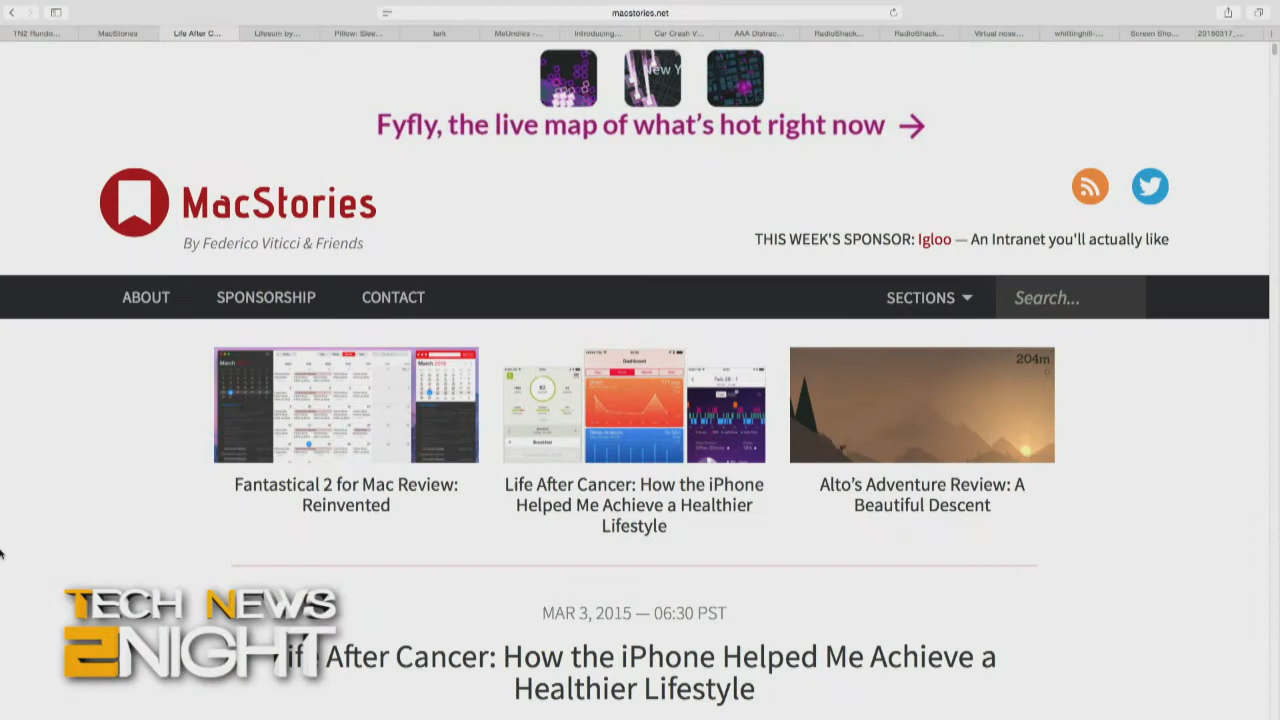 macstories.net
TN2 Rundo...
MacStories
Life After C...
Lifesum by...
Pillow: Slee...
lark
MeUndies -...
Introducing...
Car Crash V...
AAA Distrac...
RadioShack...
RadioShack...
Virtual nose...
whittinghill-...
Screen Sho...
20150317_...
New Y
Fyfly, the live map of what's hot right now →
MacStories
By Federico Viticci & Friends
THIS WEEK'S SPONSOR: Igloo — An Intranet you'll actually like
ABOUT SPONSORSHIP CONTACT SECTIONS Search...
204m
Fantastical 2 for Mac Review:
Reinvented
Life After Cancer: How the iPhone
Helped Me Achieve a Healthier
Lifestyle
Alto's Adventure Review: A
Beautiful Descent
MAR 3, 2015 — 06:30 PST
Life After Cancer: How the iPhone Helped Me Achieve a
Healthier Lifestyle
TECH NEWS
2NIGHT